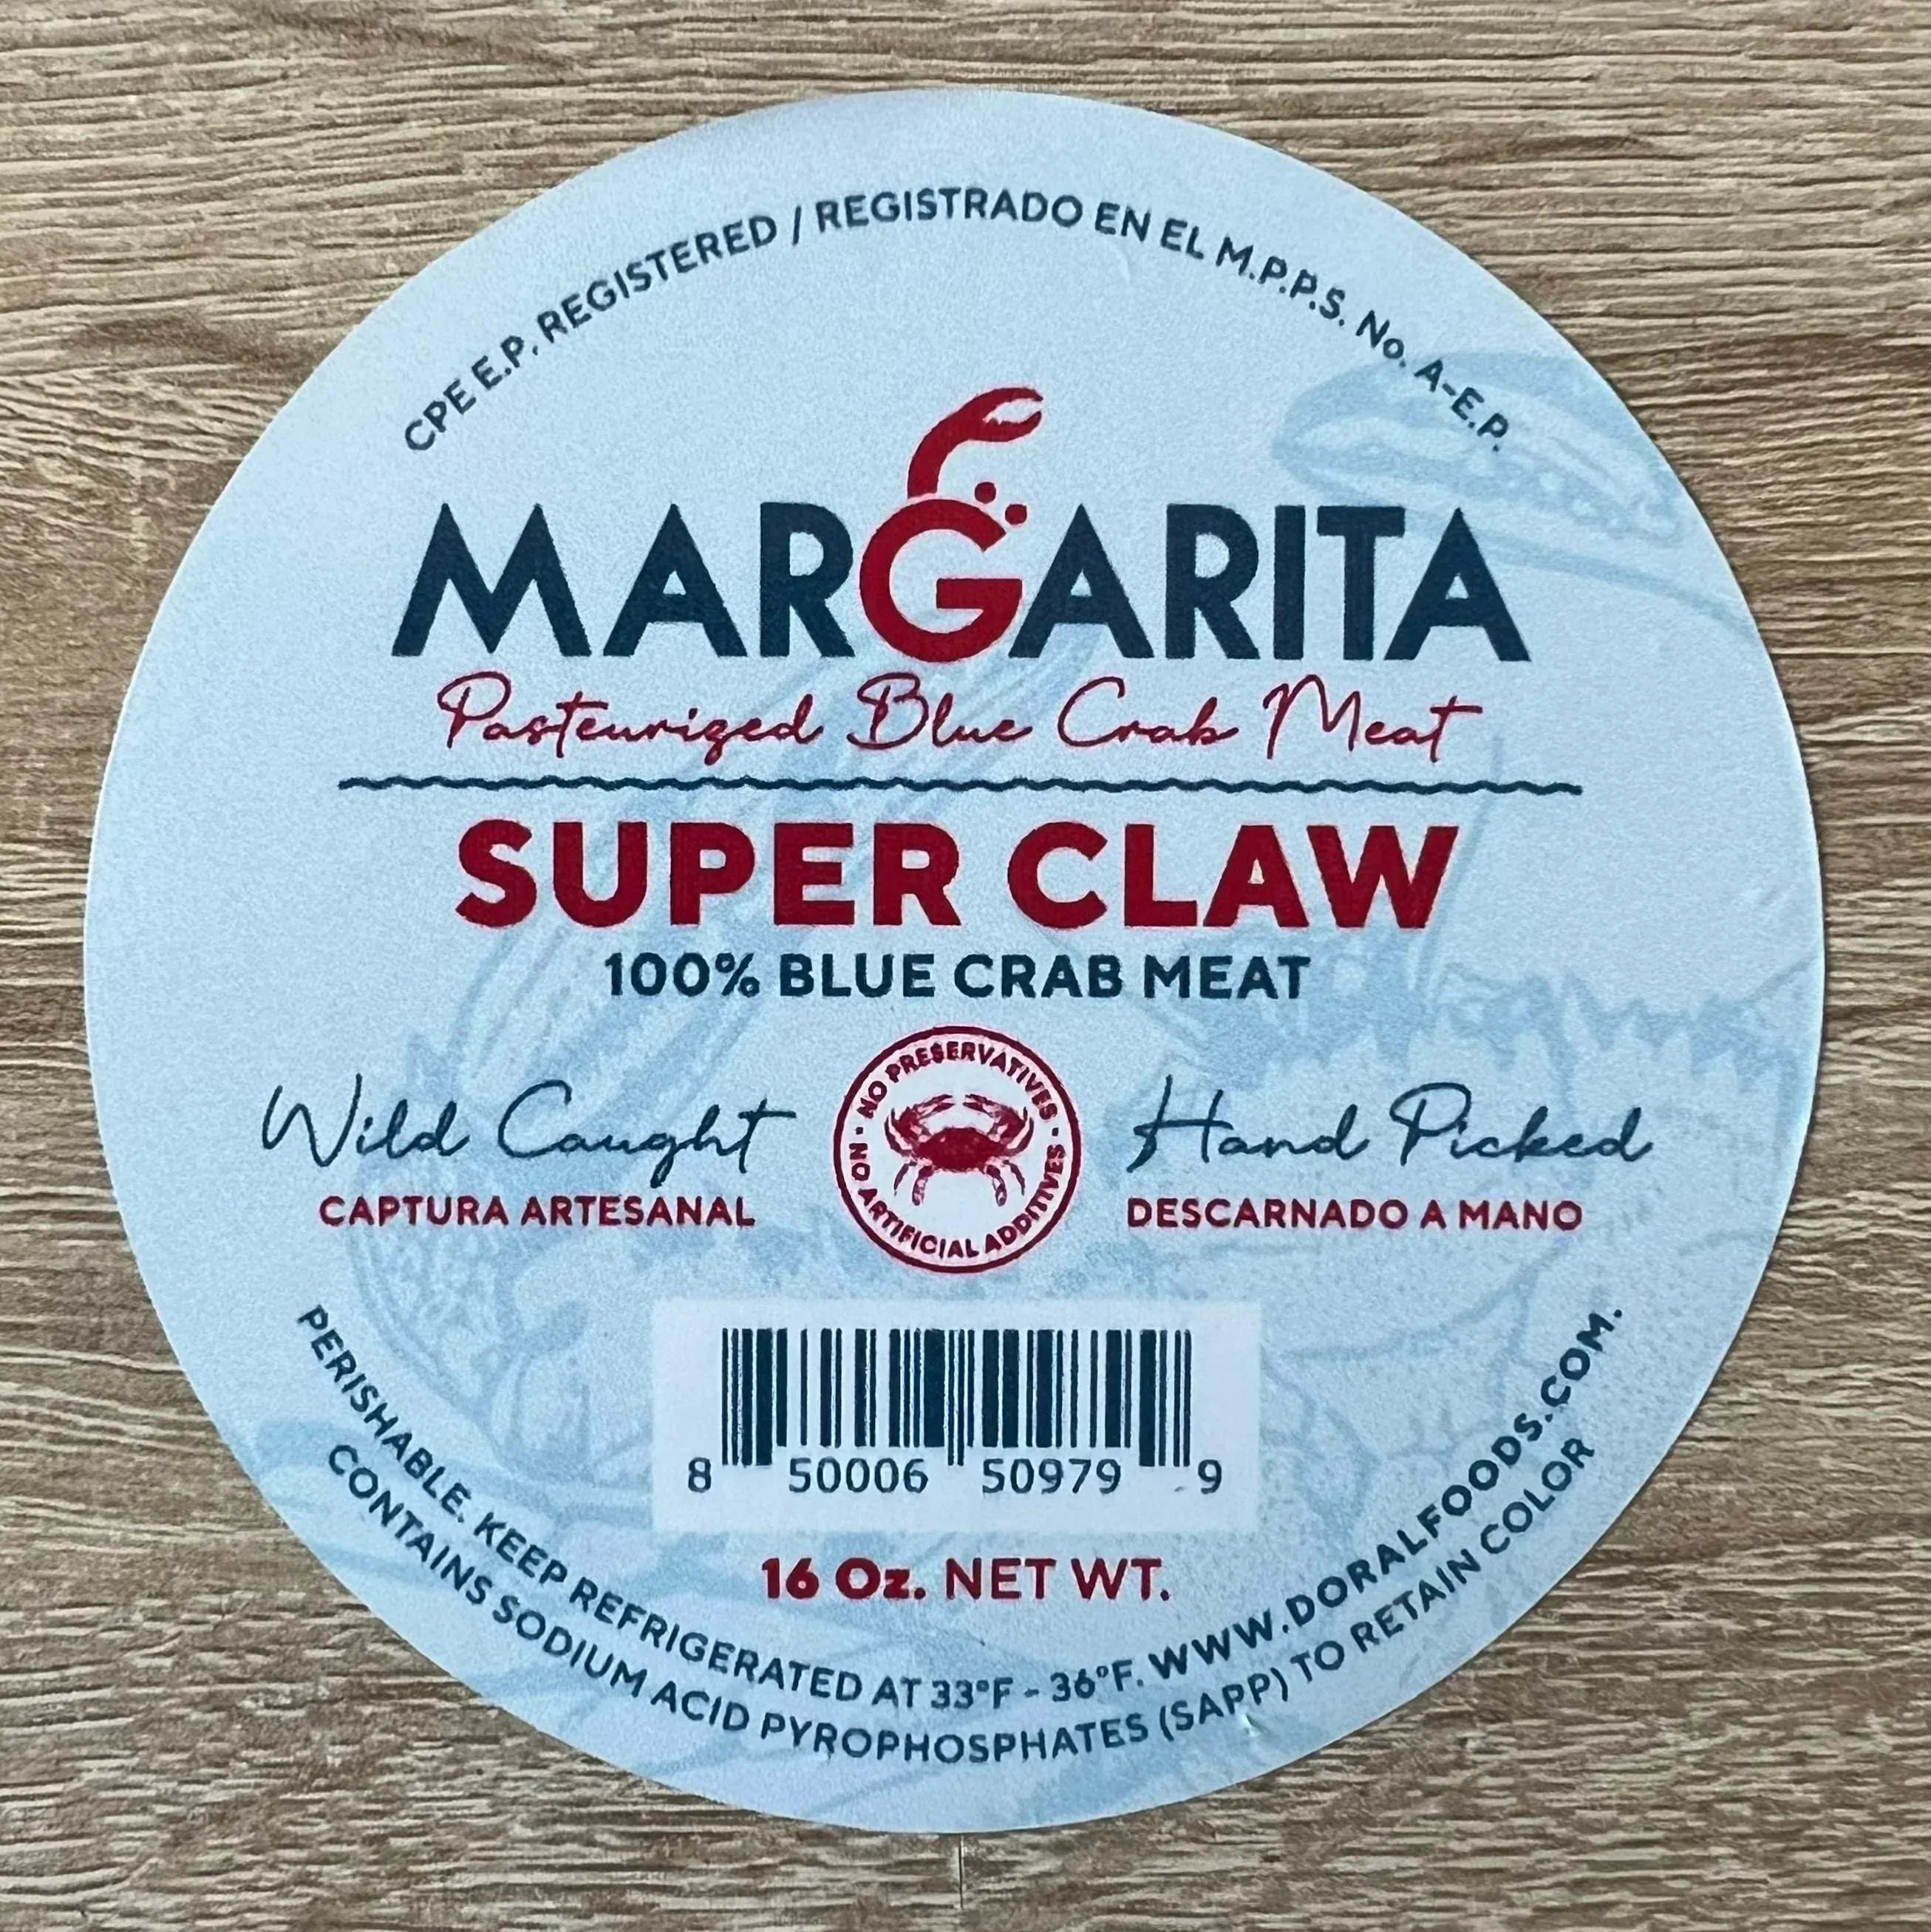 CPE E.P. REGISTERED / REGISTRADO EN EL M.P.P.S. No. A-E.P.
MARGARITA
Pasteurized Blue Crab Meat
SUPER CLAW
100% BLUE CRAB MEAT
Wild Caught
CAPTURA ARTESANAL
· NO PRESERVATIVES ·
NO ARTIFICIAL ADDITIVES
Hand Picked
DESCARNADO A MANO
8 50006 50979 9
16 Oz. NET WT.
PERISHABLE. KEEP REFRIGERATED AT 33°F - 36°F. WWW.DORALFOODS.COM.
CONTAINS SODIUM ACID PYROPHOSPHATES (SAPP) TO RETAIN COLOR